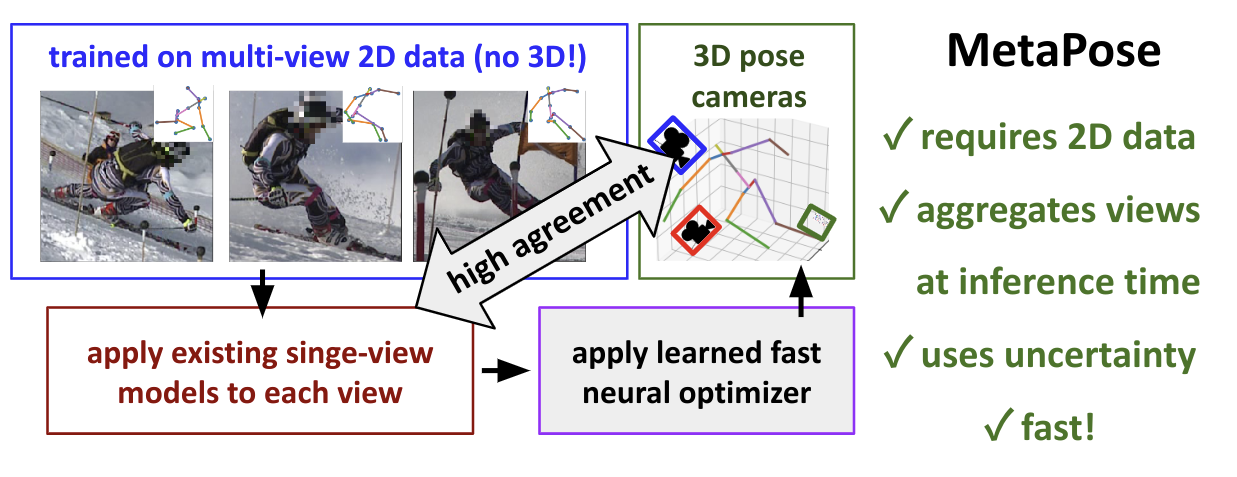 trained on multi-view 2D data (no 3D!)
3D pose
cameras
high agreement
apply existing singe-view
models to each view
apply learned fast
neural optimizer
MetaPose
✓ requires 2D data
✓ aggregates views
at inference time
✓ uses uncertainty
✓ fast!